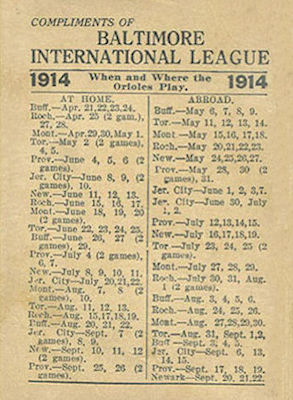 COMPLIMENTS OF
BALTIMORE
INTERNATIONAL LEAGUE
1914 When and Where the Orioles Play. 1914
AT HOME.
Buff.—Apr. 21,22,23,24.
Roch.—Apr. 25 (2 gam.),
27, 28.
Mont.—Apr.29,30,May 1.
Tor.—May 2 (2 games),
4, 5.
Prov.—June 4, 5, 6 (2
games).
Jer. City—June 8, 9, (2
games), 10.
New.—June 11, 12, 13.
Roch.—June 15, 16, 17.
Mont.—June 18, 19, 20
(2 games).
Tor.—June 22, 23, 24, 25.
Buff.—June 26, 27 (2
games), 29.
Prov.—July 4 (2 games),
6, 7.
New.—July 8, 9, 10, 11.
Jer. City—July 20,21,22.
Mont.—Aug. 7, 8 (2
games), 10.
Tor.—Aug. 11, 12, 13.
Roch.—Aug. 15,17,18,19.
Buff.—Aug. 20, 21, 22.
Jer. City—Sept. 7 (2
games), 8, 9.
New.—Sept. 10, 11, 12
(2 games).
Prov.—Sept. 25, 26 (2
games).
ABROAD.
Buff.—May 6, 7, 8, 9.
Tor.—May 11, 12, 13, 14.
Mont.—May 15,16,17,18.
Roch.—May 20,21,22,23.
New.—May 24,25,26,27.
Prov.—May 28, 30 (2
games), 31.
Jer. City—June 1, 2, 3,7.
Jer. City—June 30, July
1, 2.
Prov.—July 12,13,14,15.
New.—July 16,17,18,19.
Tor.—July 23, 24, 25 (2
games).
Mont.—July 27, 28, 29.
Roch.—July 30, 31, Aug.
1 (2 games).
Buff.—Aug. 3, 4, 5, 6.
Roch.—Aug. 24, 25, 26.
Mont.—Aug. 27,28,29,30.
Tor.—Aug. 31, Sept. 1,2,
Buff.—Sept. 3, 4, 5.
Jer. City—Sept. 6, 13,
14, 15.
Prov.—Sept. 17, 18, 19.
Newark—Sept. 20, 21, 22.